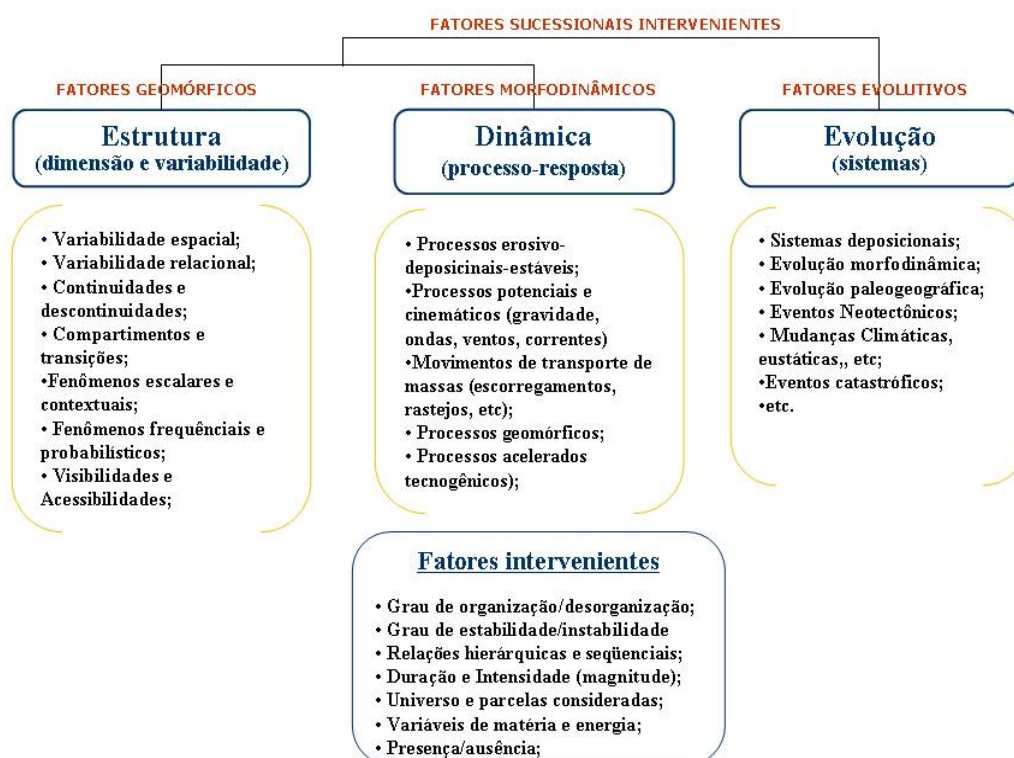 FATORES SUCESSIONAIS INTERVENIENTES
FATORES GEOMÓRFICOS
Estrutura
(dimensão e variabilidade)
• Variabilidade espacial;
• Variabilidade relacional;
• Continuidades e
descontinuidades;
• Compartimentos e
transições;
•Fenômenos escalares e
contextuais;
• Fenômenos frequênciais e
probabilísticos;
• Visibilidades e
Acessibilidades;
FATORES MORFODINÂMICOS
Dinâmica
(processo-resposta)
• Processos erosivo-
deposicinais-estáveis;
•Processos potenciais e
cinemáticos (gravidade,
ondas, ventos, correntes)
•Movimentos de transporte de
massas (escorregamentos,
rastejos, etc);
• Processos geomórficos;
• Processos acelerados
tecnogênicos);
FATORES EVOLUTIVOS
Evolução
(sistemas)
• Sistemas deposicionais;
• Evolução morfodinâmica;
• Evolução paleogeográfica;
• Eventos Neotectônicos;
• Mudanças Climáticas,
eustáticas,, etc;
•Eventos catastróficos;
•etc.
Fatores intervenientes
• Grau de organização/desorganização;
• Grau de estabilidade/instabilidade
• Relações hierárquicas e seqüenciais;
• Duração e Intensidade (magnitude);
• Universo e parcelas consideradas;
• Variáveis de matéria e energia;
• Presença/ausência;